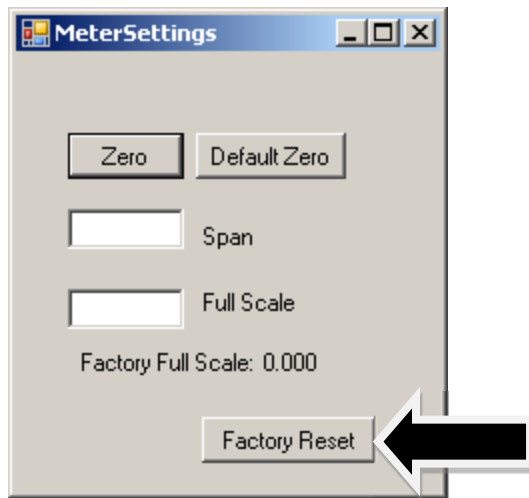 MeterSettings
Zero Default Zero
Span
Full Scale
Factory Full Scale: 0.000
Factory Reset